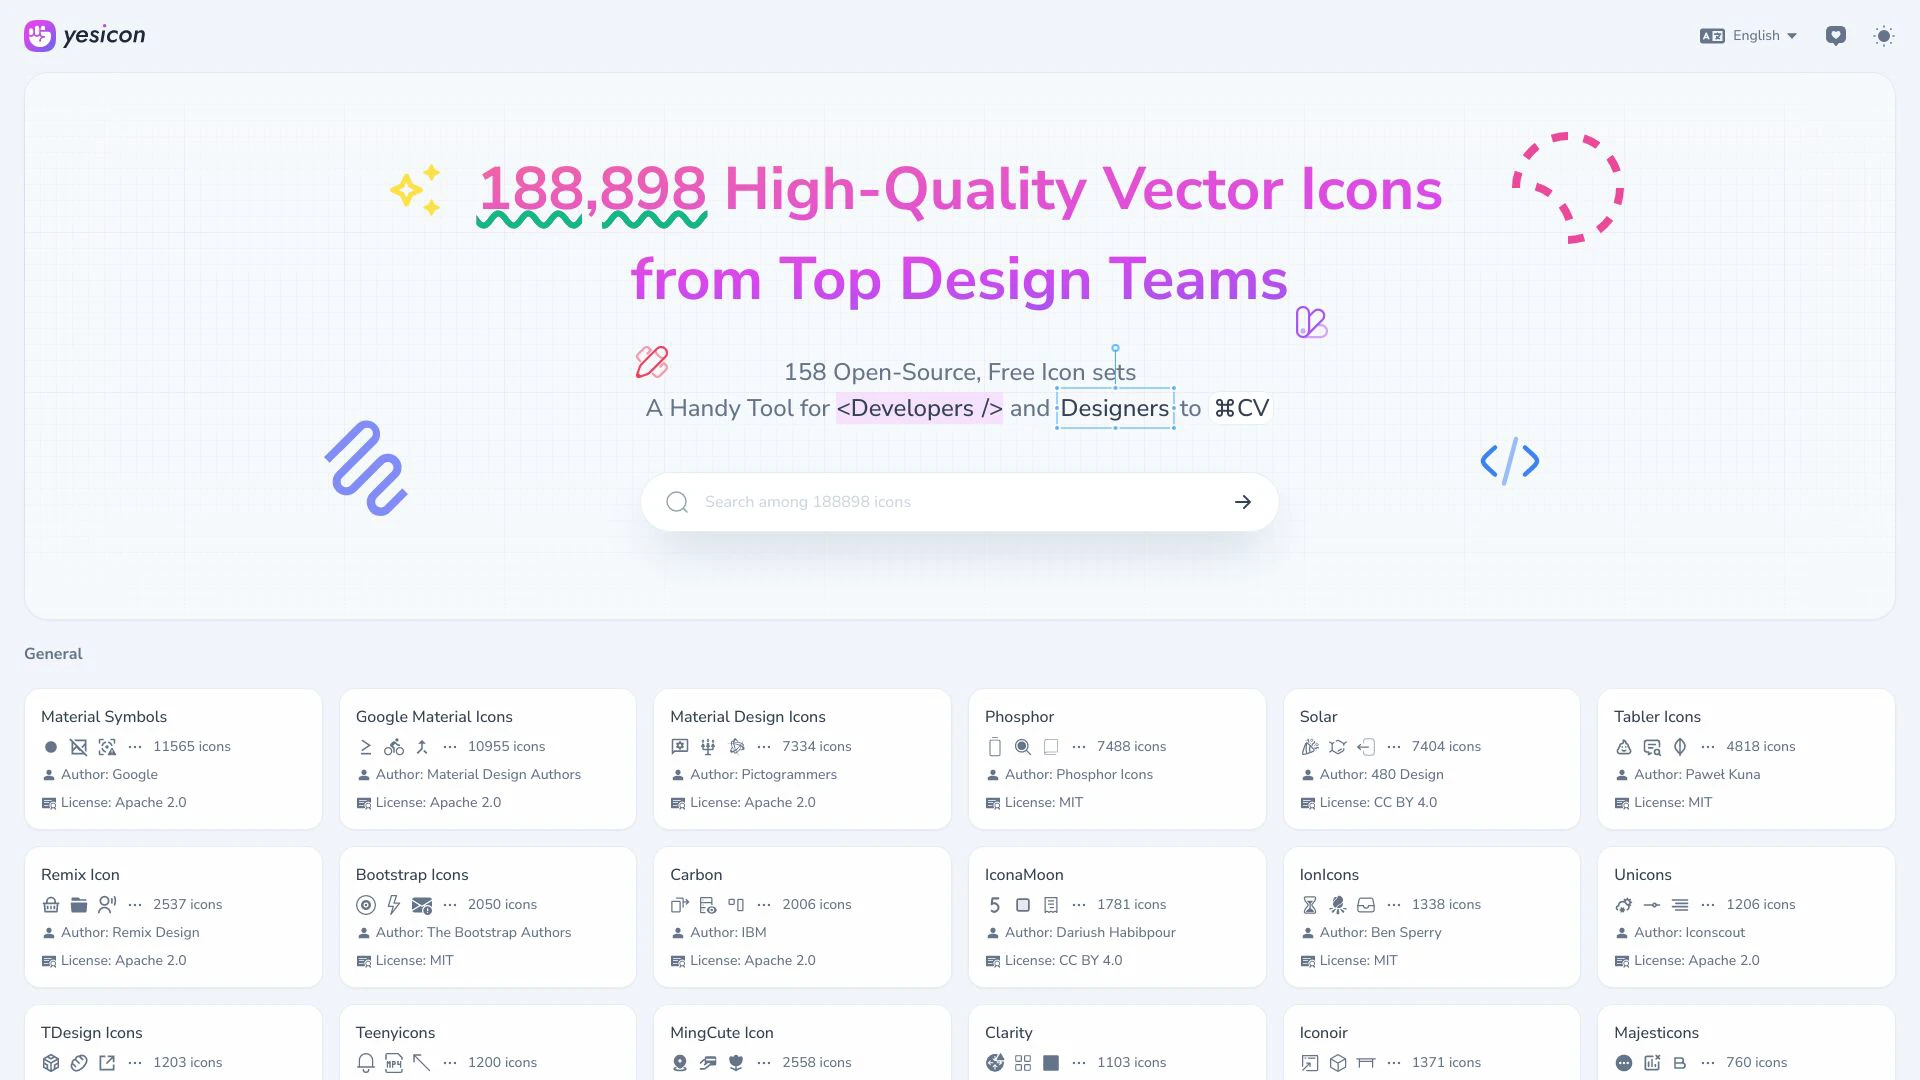 yesicon
English
188,898 High-Quality Vector Icons
from Top Design Teams
158 Open-Source, Free Icon sets
A Handy Tool for <Developers /> and Designers to ⌘CV
Search among 188898 icons
General
Material Symbols
11565 icons
Author: Google
License: Apache 2.0
Google Material Icons
10955 icons
Author: Material Design Authors
License: Apache 2.0
Material Design Icons
7334 icons
Author: Pictogrammers
License: Apache 2.0
Phosphor
7488 icons
Author: Phosphor Icons
License: MIT
Solar
7404 icons
Author: 480 Design
License: CC BY 4.0
Tabler Icons
4818 icons
Author: Paweł Kuna
License: MIT
Remix Icon
2537 icons
Author: Remix Design
License: Apache 2.0
Bootstrap Icons
2050 icons
Author: The Bootstrap Authors
License: MIT
Carbon
2006 icons
Author: IBM
License: Apache 2.0
IconaMoon
1781 icons
Author: Dariush Habibpour
License: CC BY 4.0
IonIcons
1338 icons
Author: Ben Sperry
License: MIT
Unicons
1206 icons
Author: Iconscout
License: Apache 2.0
TDesign Icons
1203 icons
Teenyicons
MP4
1200 icons
MingCute Icon
2558 icons
Clarity
1103 icons
Iconoir
1371 icons
Majesticons
760 icons